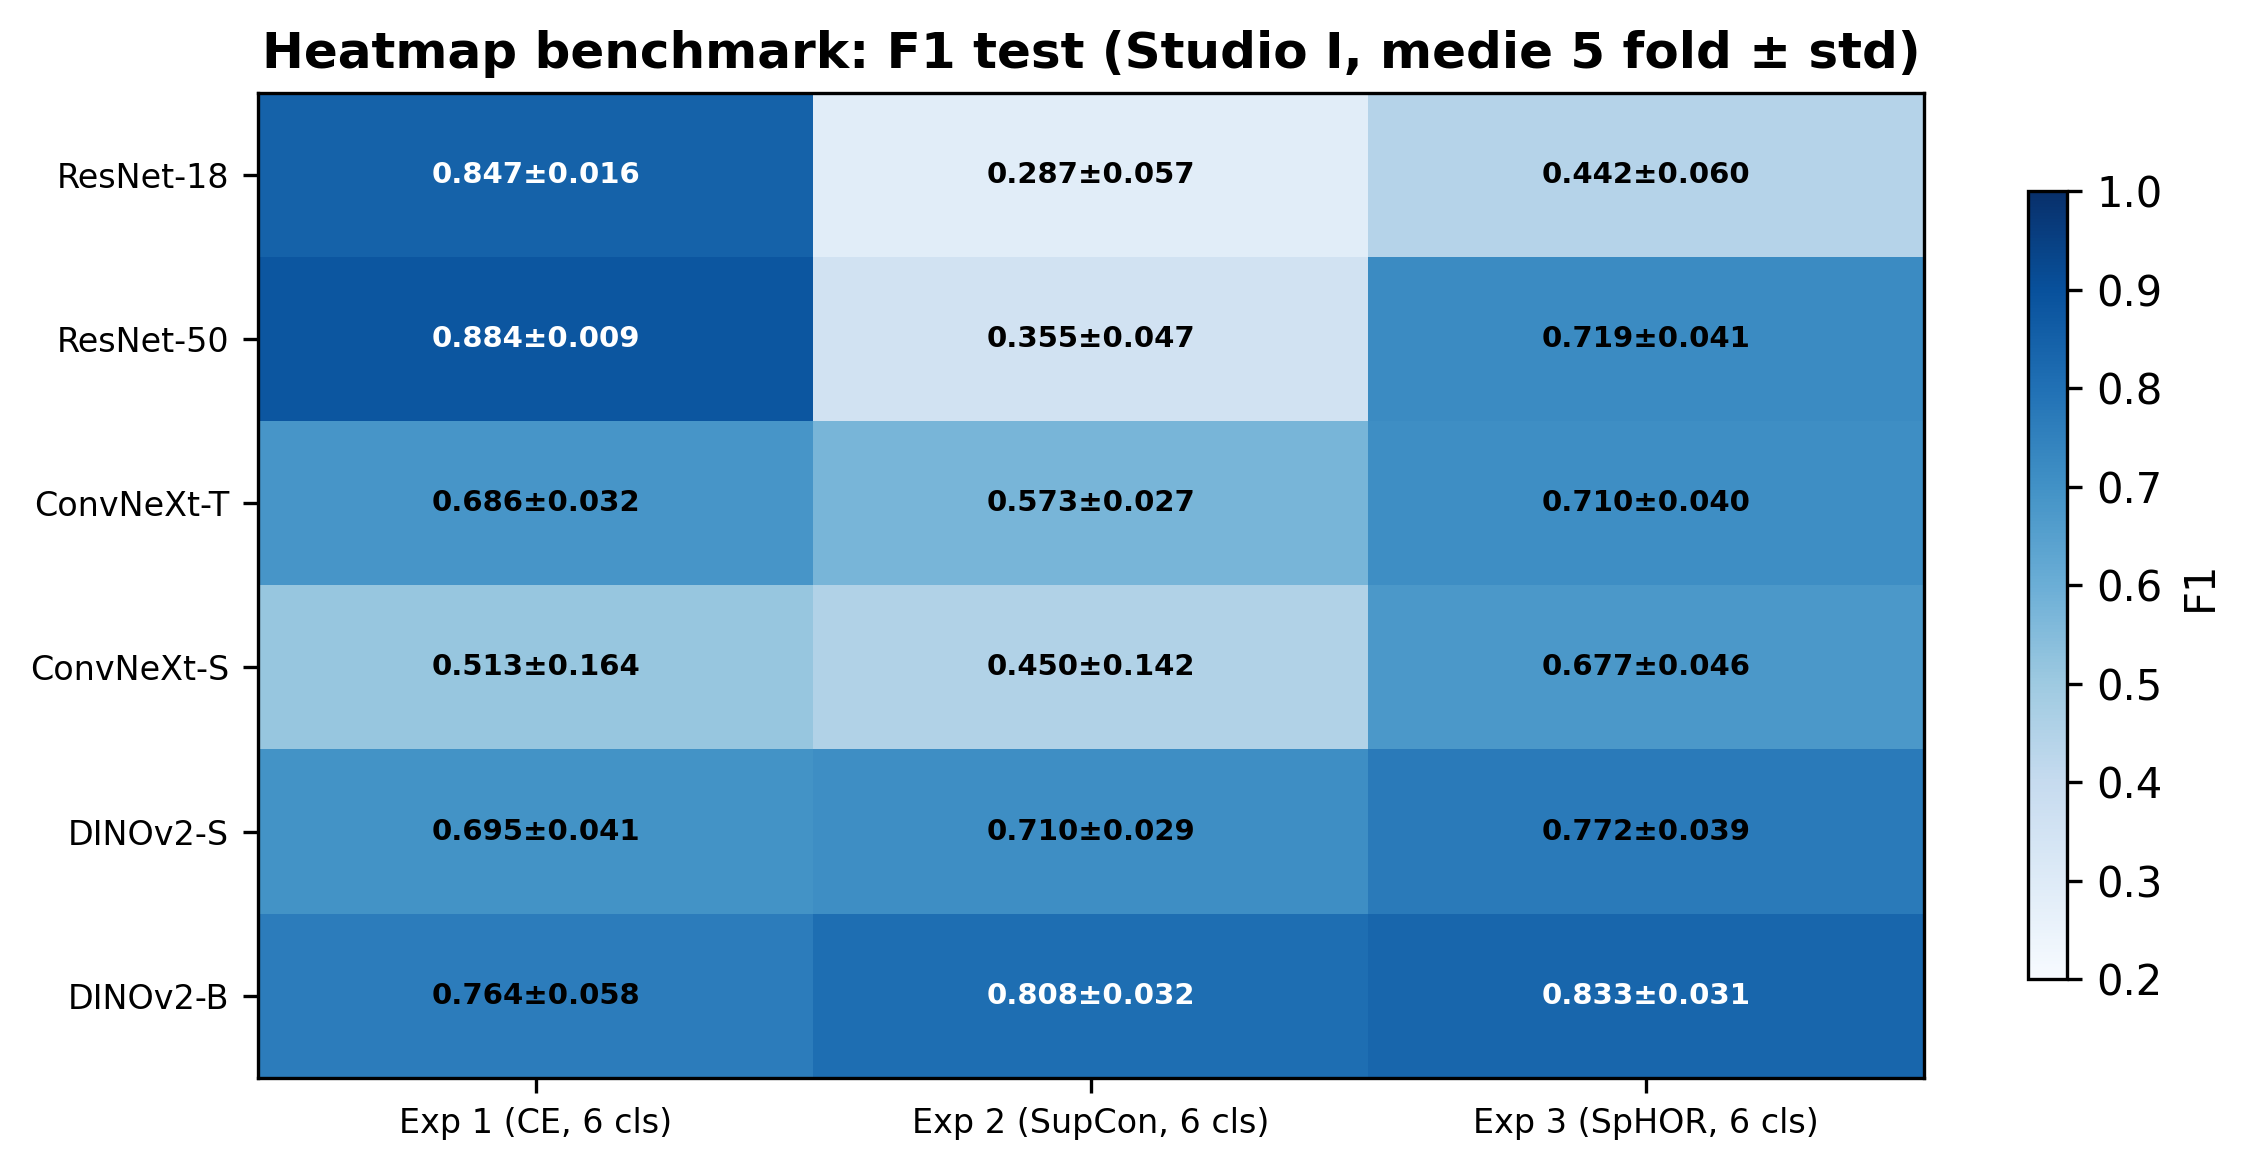 Heatmap benchmark: F1 test (Studio I, medie 5 fold ± std)
ResNet-18 0.847±0.016 0.287±0.057 0.442±0.060
ResNet-50 0.884±0.009 0.355±0.047 0.719±0.041
ConvNeXt-T 0.686±0.032 0.573±0.027 0.710±0.040
ConvNeXt-S 0.513±0.164 0.450±0.142 0.677±0.046
DINOv2-S 0.695±0.041 0.710±0.029 0.772±0.039
DINOv2-B 0.764±0.058 0.808±0.032 0.833±0.031
Exp 1 (CE, 6 cls) Exp 2 (SupCon, 6 cls) Exp 3 (SpHOR, 6 cls)
1.0
0.9
0.8
0.7
0.6
0.5
0.4
0.3
0.2
F1